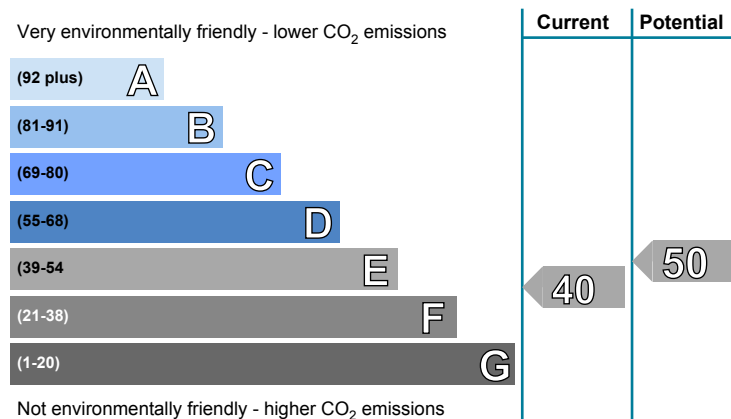 Current Potential
Very environmentally friendly - lower CO2 emissions
(92 plus) A
(81-91) B
(69-80) C
(55-68) D
(39-54 E
(21-38) F
(1-20) G
40
50
Not environmentally friendly - higher CO2 emissions